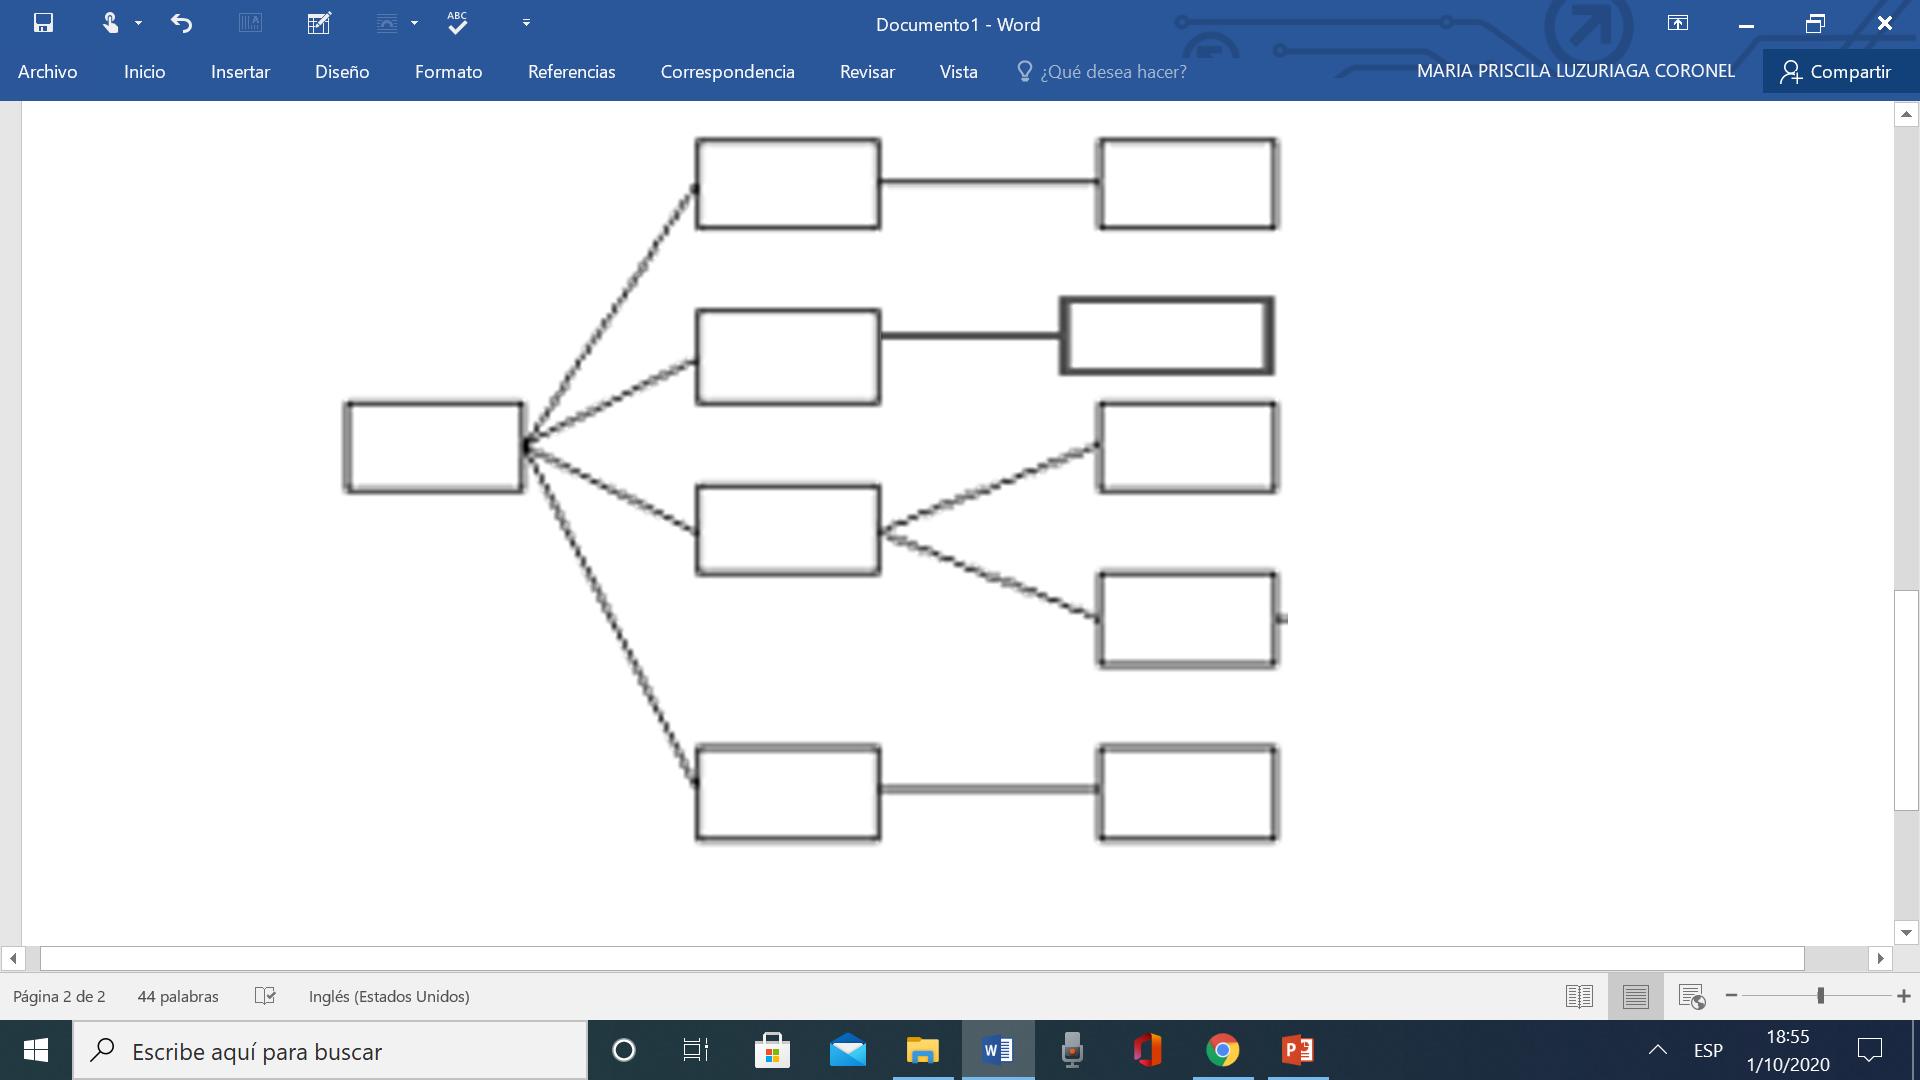 ABC
Documento1 - Word
Archivo Inicio Insertar Diseño Formato Referencias Correspondencia Revisar Vista ¿Qué desea hacer? MARIA PRISCILA LUZURIAGA CORONEL Compartir
Página 2 de 2 44 palabras Inglés (Estados Unidos)
Escribe aquí para buscar
ESP
18:55
1/10/2020